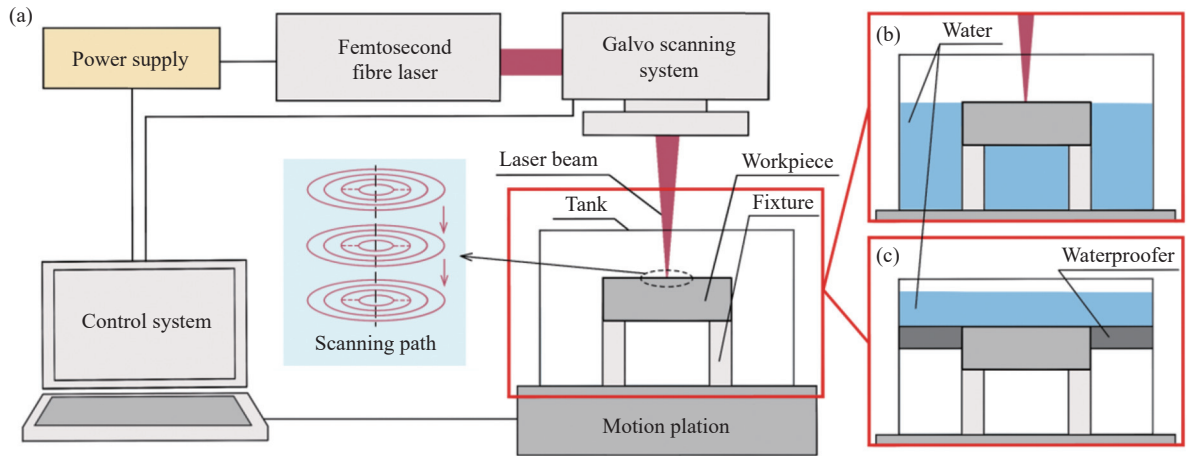 (a)
Power supply
Femtosecond
fibre laser
Galvo scanning
system
Laser beam
Workpiece
Fixture
Tank
Scanning path
Control system
Motion plation
(b)
Water
(c)
Waterproofer